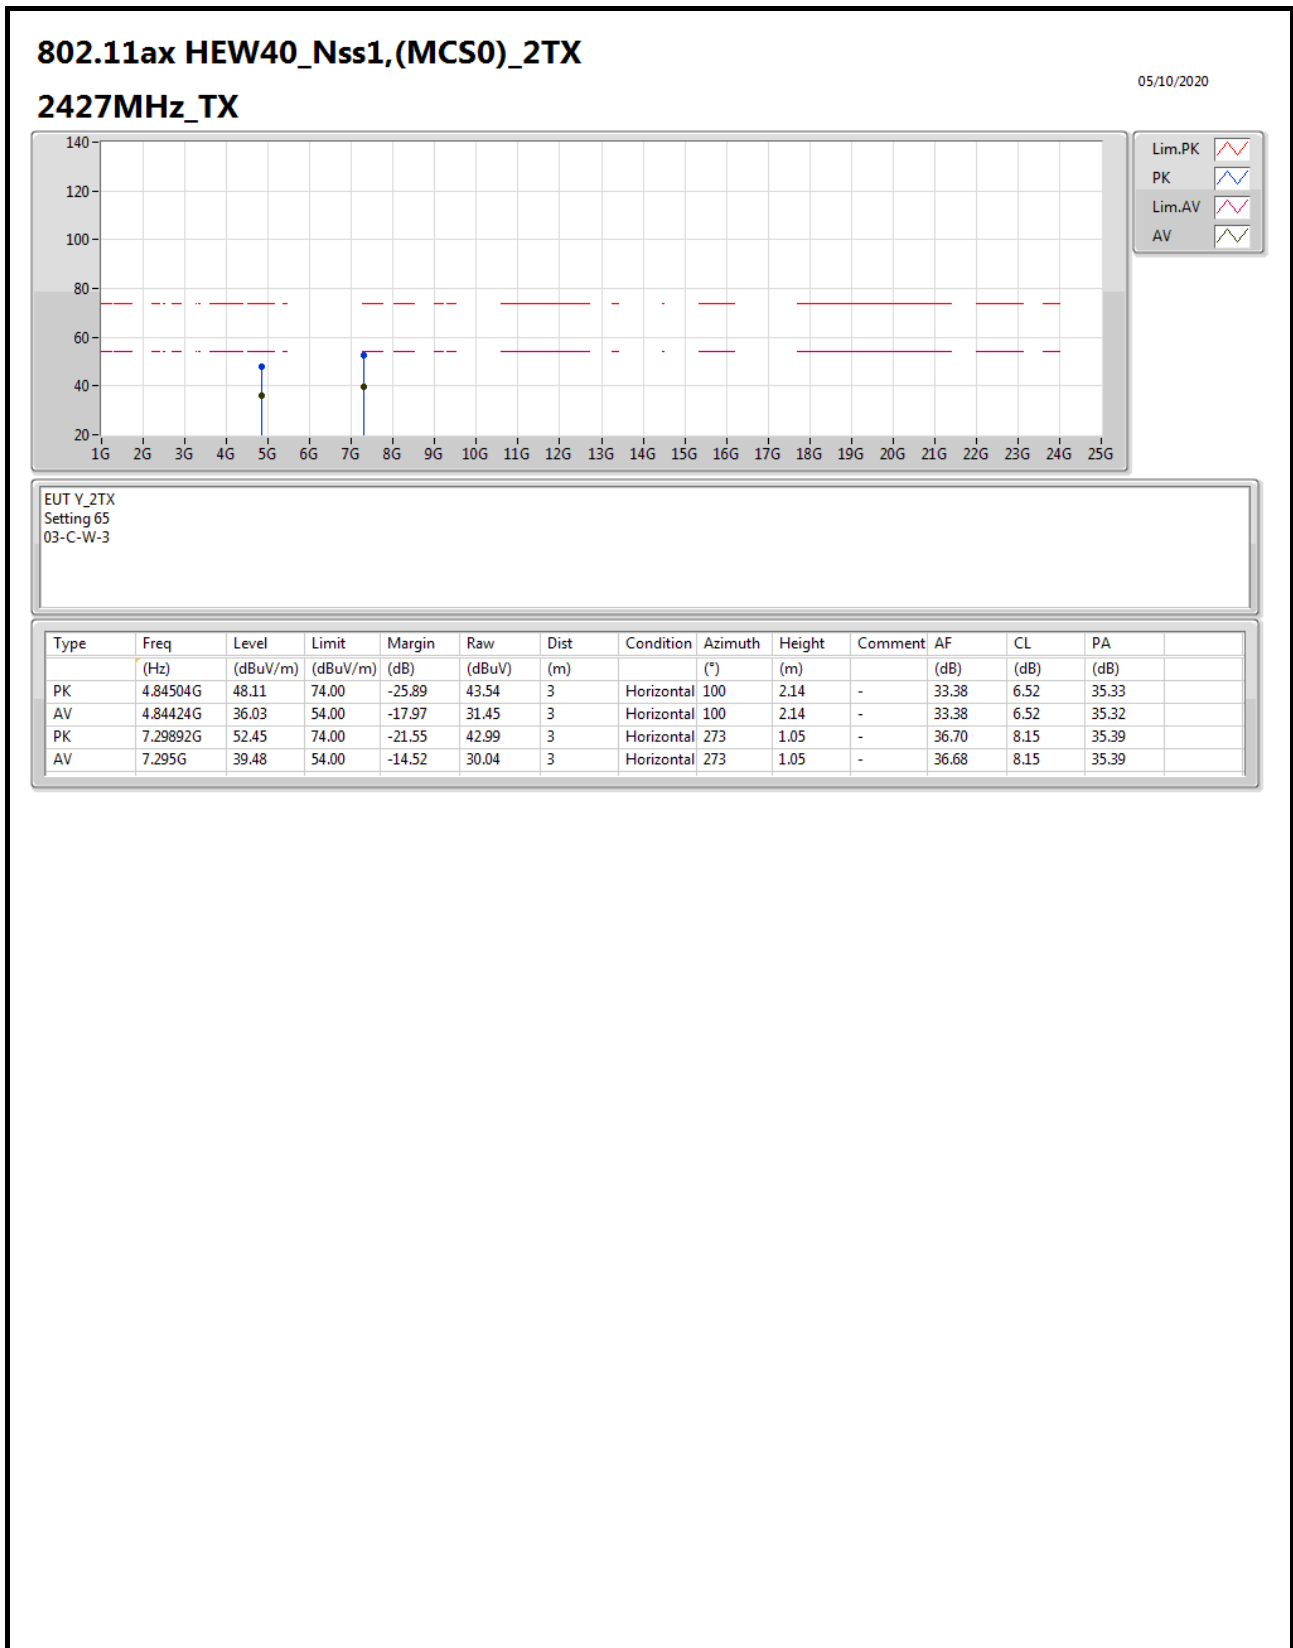 802.11ax HEW40_Nss1,(MCS0)_2TX
05/10/2020
2427MHz_TX
140
120
100
80
60
40
20
1G 2G 3G 4G 5G 6G 7G 8G 9G 10G 11G 12G 13G 14G 15G 16G 17G 18G 19G 20G 21G 22G 23G 24G 25G
Lim.PK
PK
Lim.AV
AV
EUT Y_2TX
Setting 65
03-C-W-3
Type Freq Level Limit Margin Raw Dist Condition Azimuth Height Comment AF CL PA
(Hz) (dBuV/m) (dBuV/m) (dB) (dBuV) (m) (°) (m) (dB) (dB) (dB)
PK 4.84504G 48.11 74.00 -25.89 43.54 3 Horizontal 100 2.14 - 33.38 6.52 35.33
AV 4.84424G 36.03 54.00 -17.97 31.45 3 Horizontal 100 2.14 - 33.38 6.52 35.32
PK 7.29892G 52.45 74.00 -21.55 42.99 3 Horizontal 273 1.05 - 36.70 8.15 35.39
AV 7.295G 39.48 54.00 -14.52 30.04 3 Horizontal 273 1.05 - 36.68 8.15 35.39